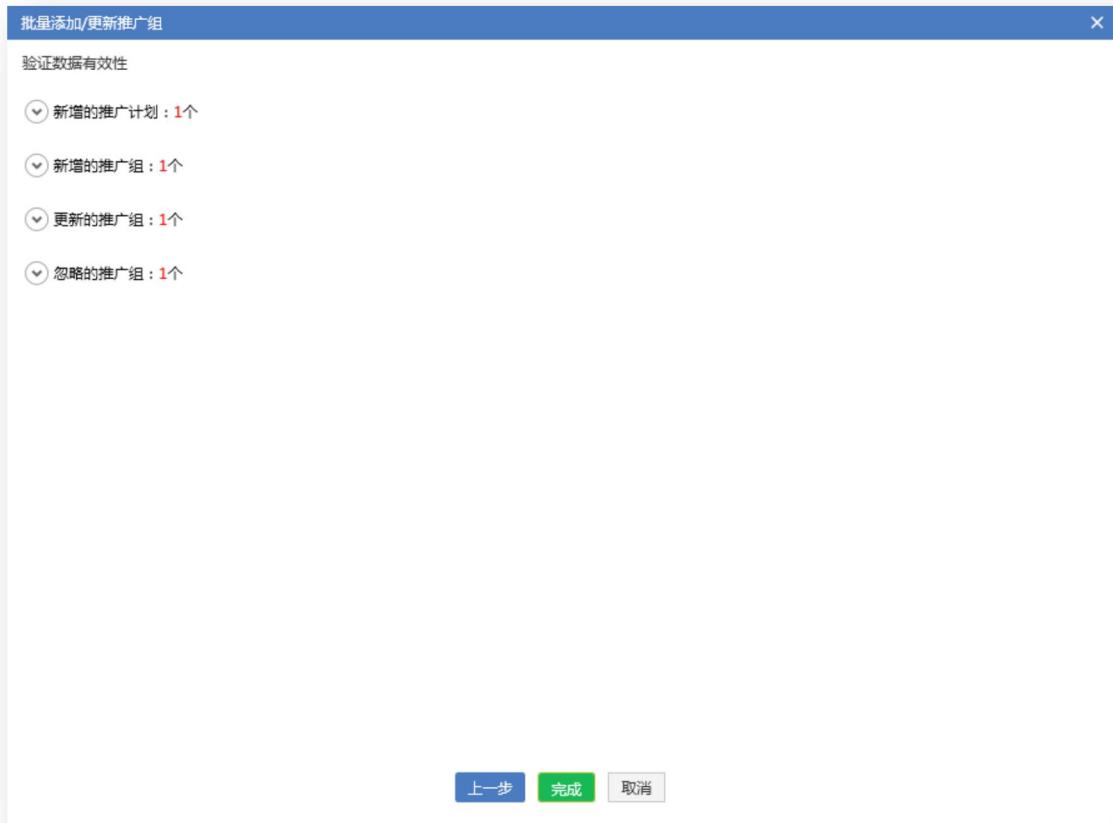 批量添加/更新推广组
验证数据有效性
新增的推广计划：1个
新增的推广组：1个
更新的推广组：1个
忽略的推广组：1个
上一步 完成 取消